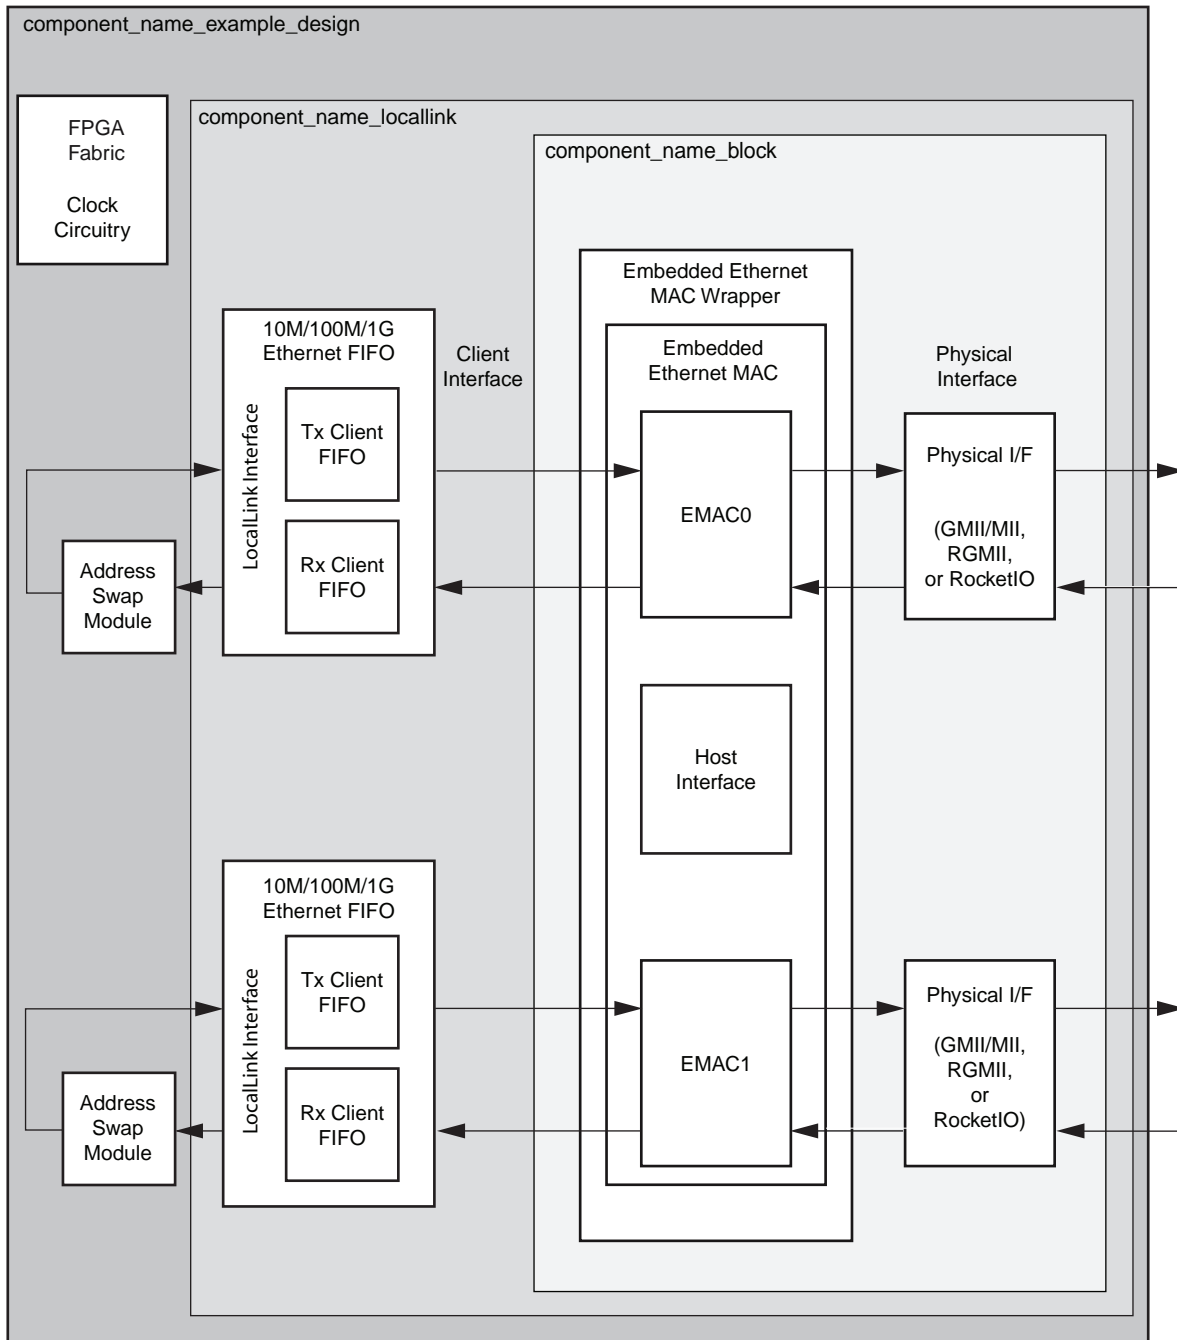 component_name_example_design
FPGA
Fabric
Clock
Circuitry
component_name_locallink
component_name_block
Embedded Ethernet
MAC Wrapper
10M/100M/1G
Ethernet FIFO
LocalLink Interface
Tx Client
FIFO
Rx Client
FIFO
Client
Interface
Embedded
Ethernet MAC
EMAC0
Physical
Interface
Physical I/F
(GMII/MII,
RGMII,
or RocketIO
Address
Swap
Module
Host
Interface
10M/100M/1G
Ethernet FIFO
LocalLink Interface
Tx Client
FIFO
Rx Client
FIFO
EMAC1
Physical I/F
(GMII/MII,
RGMII,
or
RocketIO)
Address
Swap
Module